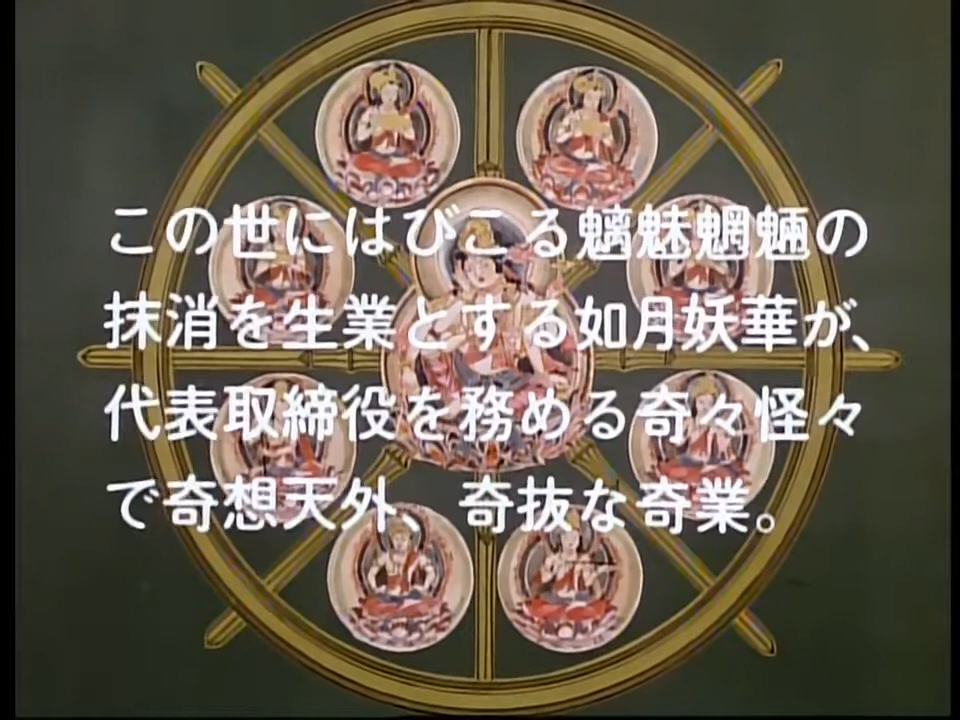 この世にはびこる魑魅魍魎の
抹消を生業とする如月妖華が、
代表取締役を務める奇々怪々
で奇想天外、奇抜な奇業。